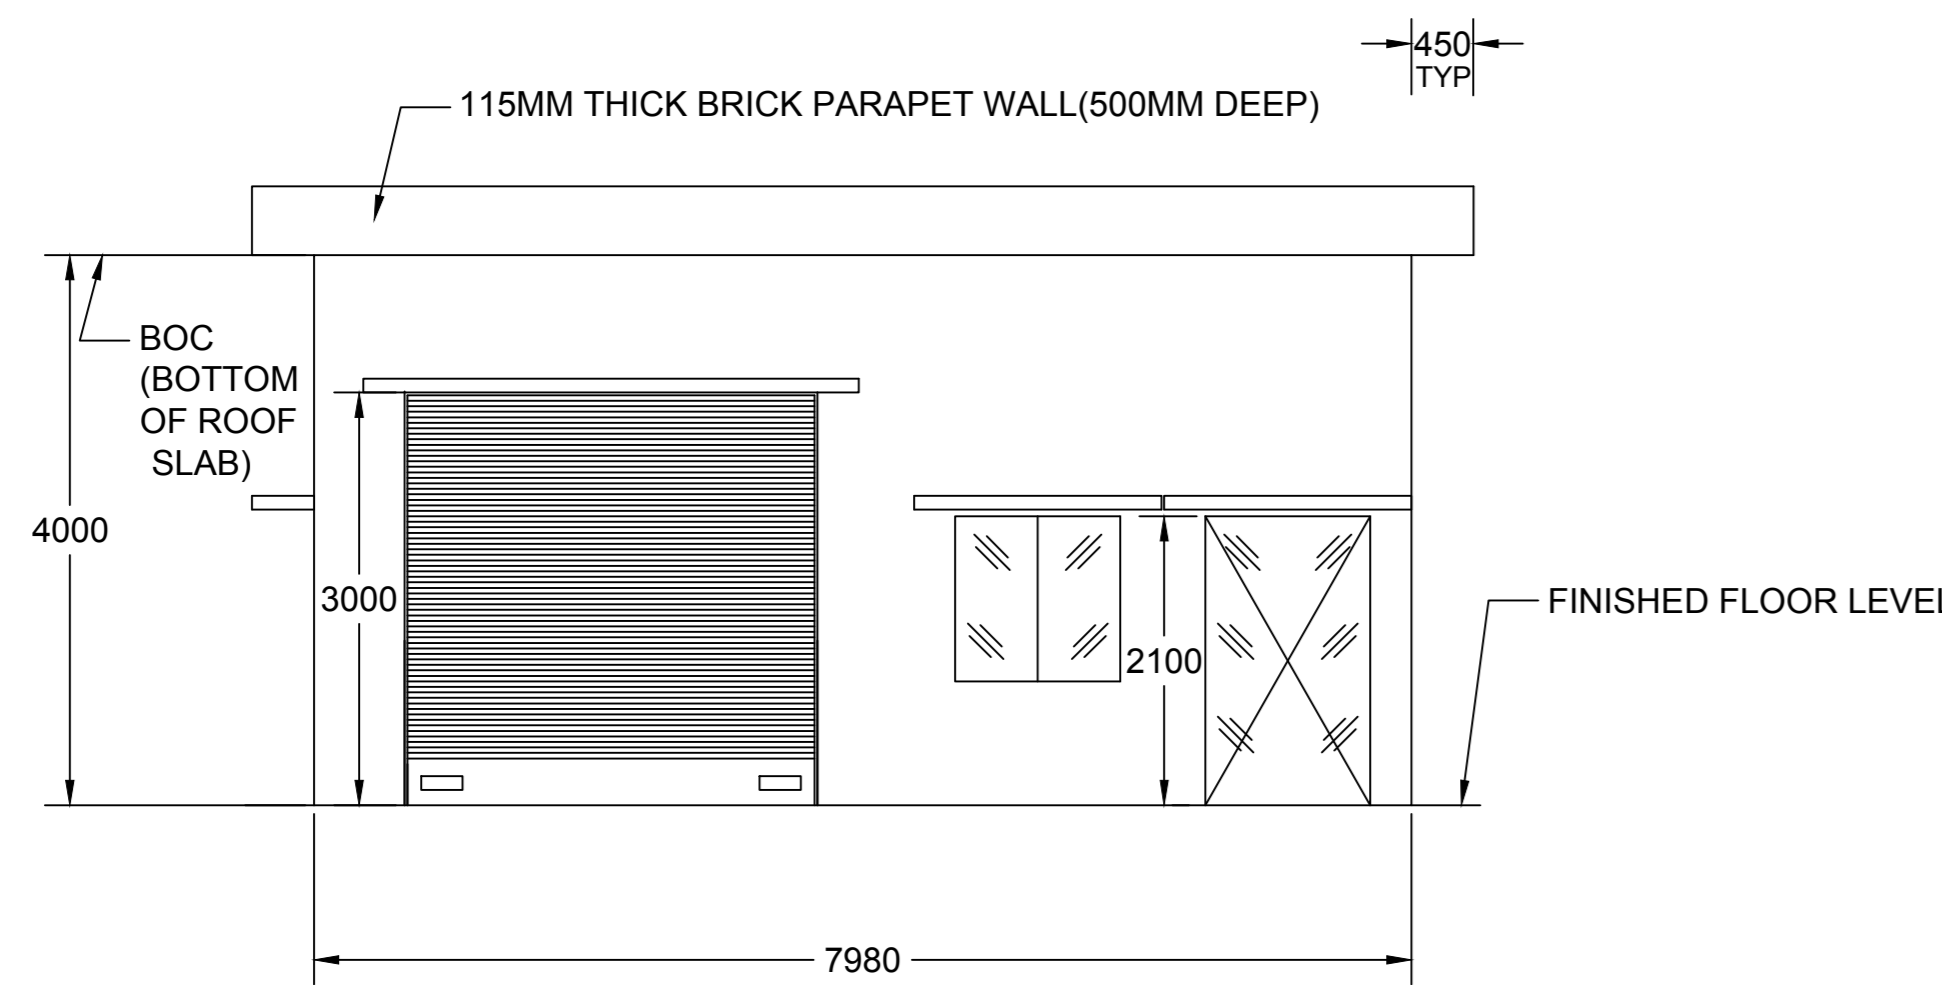 450
TYP
115MM THICK BRICK PARAPET WALL(500MM DEEP)
BOC
(BOTTOM
OF ROOF
SLAB)
4000
3000
2100
FINISHED FLOOR LEVEL
7980